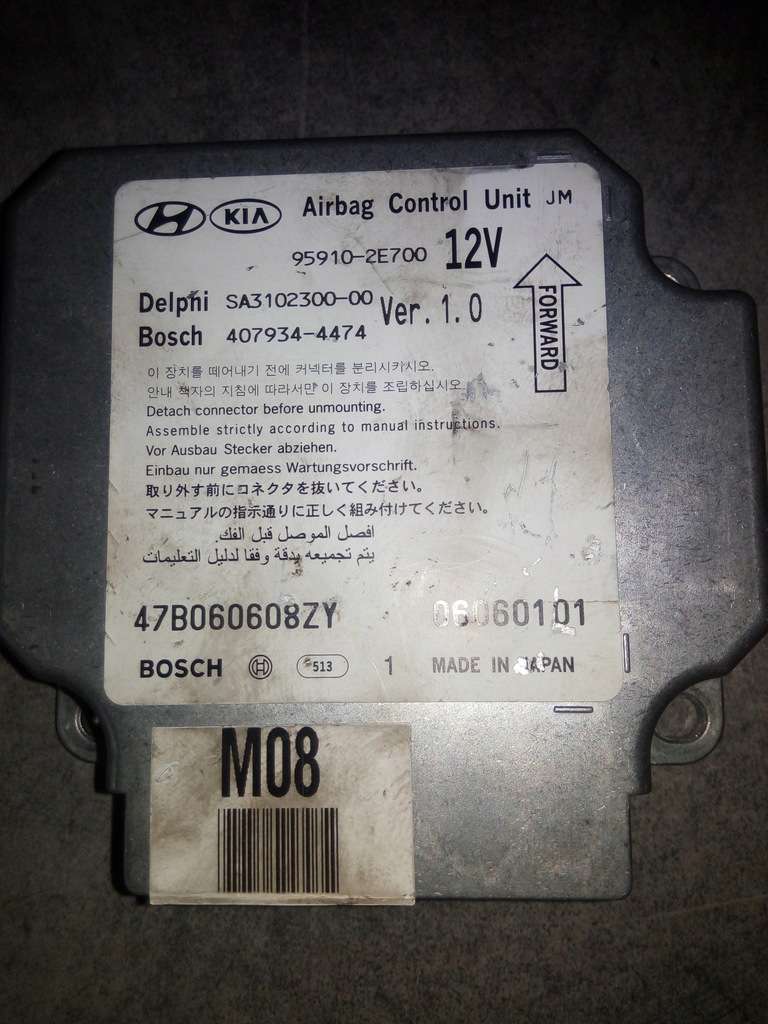 KIA Airbag Control Unit JM
95910-2E700 12V
Delphi SA3102300-00 Ver. 1.0
Bosch 407934-4474
FORWARD
이 장치를 떼어내기 전에 커넥터를 분리시키시오.
안내 책자의 지침에 따라서만 이 장치를 조립하십시오.
Detach connector before unmounting.
Assemble strictly according to manual instructions.
Vor Ausbau Stecker abziehen.
Einbau nur gemaess Wartungsvorschrift.
取り外す前にコネクタを抜いてください。
マニュアルの指示通りに正しく組み付けてください。
افصل الموصل قبل الفك.
يتم تجميعه بدقة وفقا لدليل التعليمات
47B060608ZY 06060101
BOSCH 513 1 MADE IN JAPAN
M08